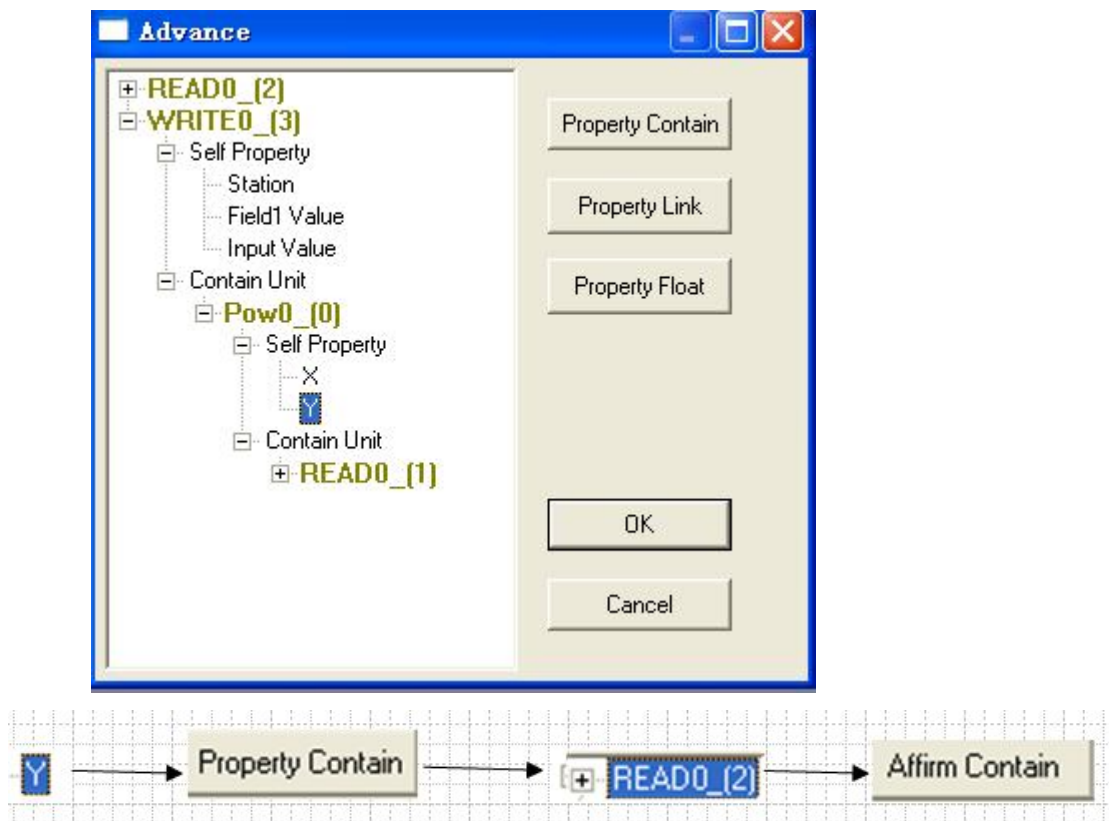 Advance
READ0_(2)
WRITE0_(3)
Self Property
Station
Field1 Value
Input Value
Contain Unit
Pow0_(0)
Self Property
X
Y
Contain Unit
READ0_(1)
Property Contain
Property Link
Property Float
OK
Cancel
Y
Property Contain
READ0_(2)
Affirm Contain